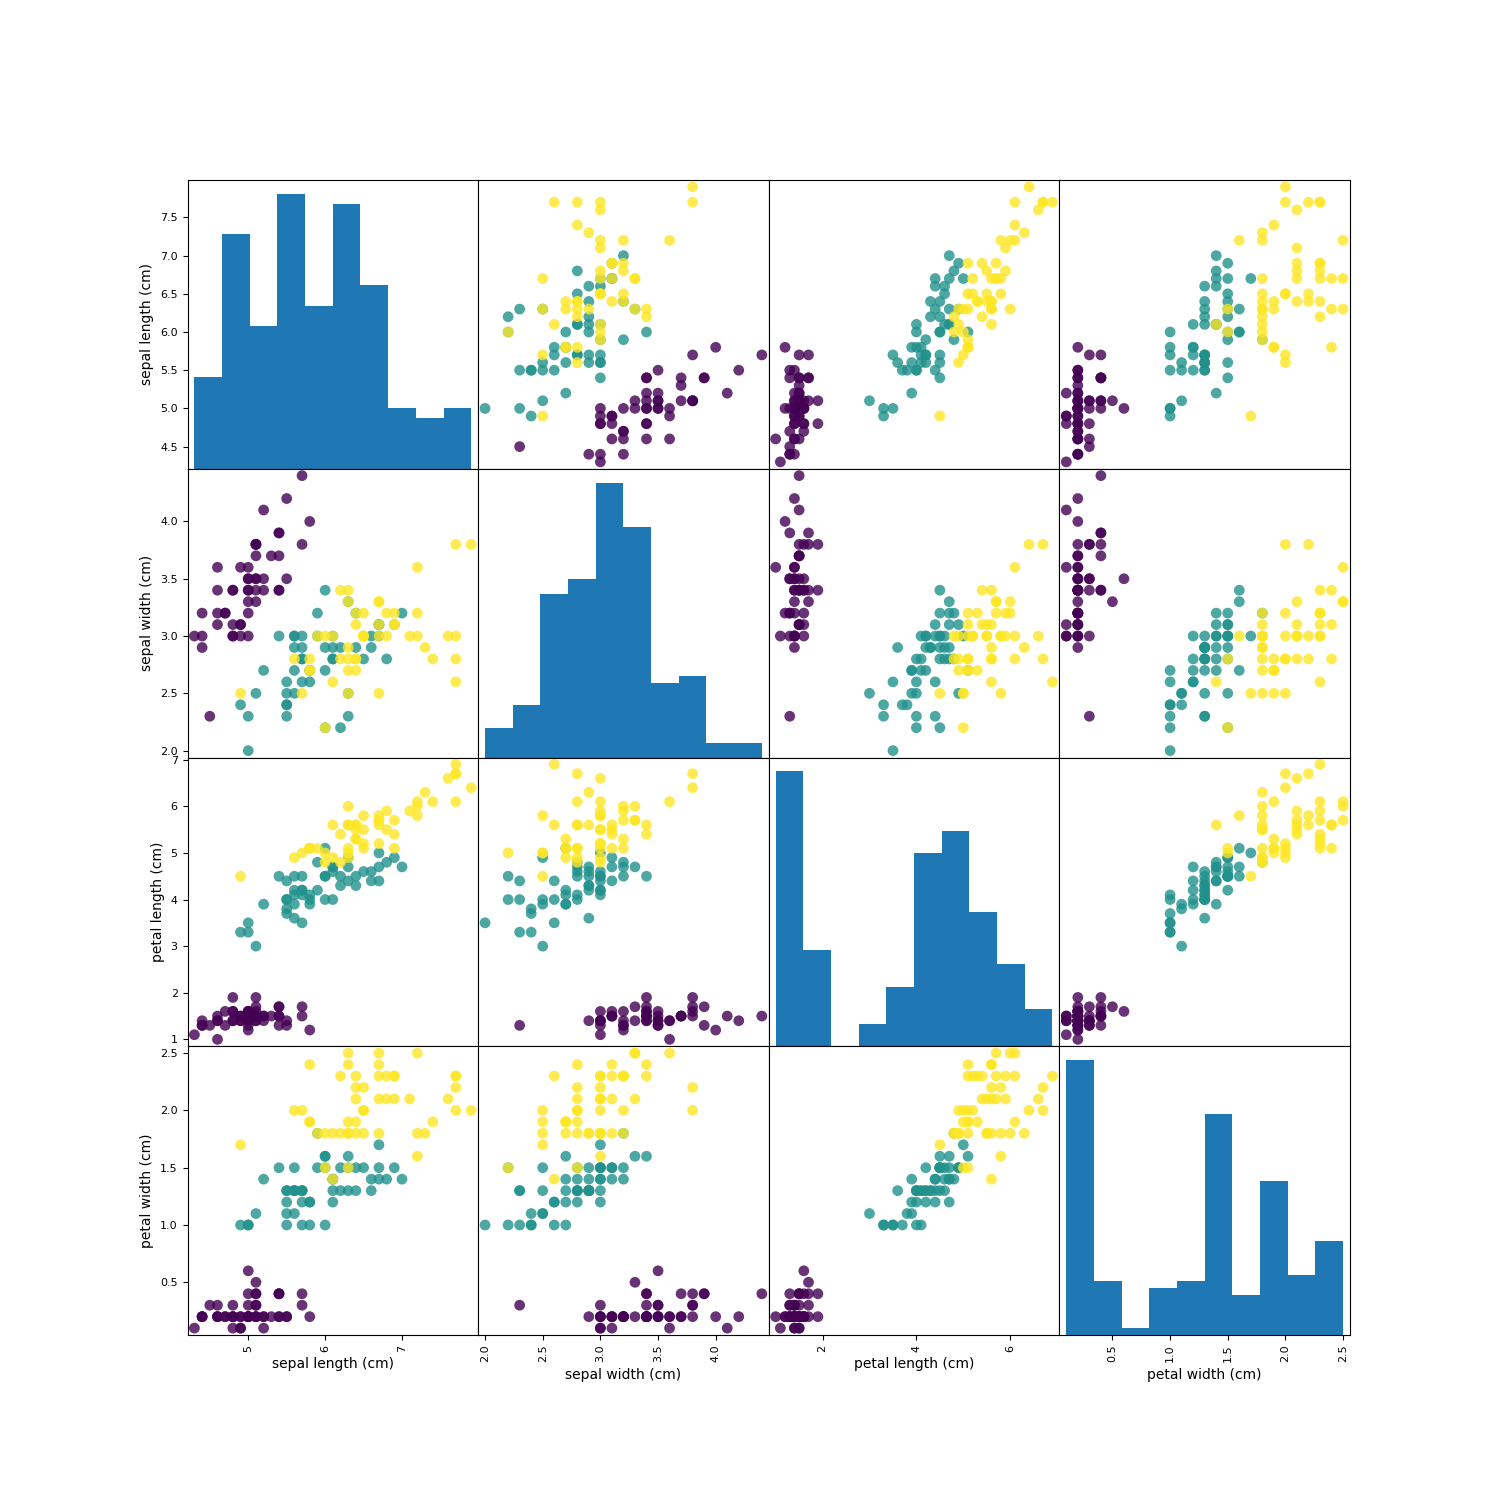 7.5
7.0
6.5
6.0
5.5
5.0
4.5
sepal length (cm)
4.0
3.5
3.0
2.5
2.0
sepal width (cm)
7
6
5
4
3
2
1
petal length (cm)
2.5
2.0
1.5
1.0
0.5
petal width (cm)
5 6 7
sepal length (cm)
2.0 2.5 3.0 3.5 4.0
sepal width (cm)
2 4 6
petal length (cm)
0.5 1.0 1.5 2.0 2.5
petal width (cm)